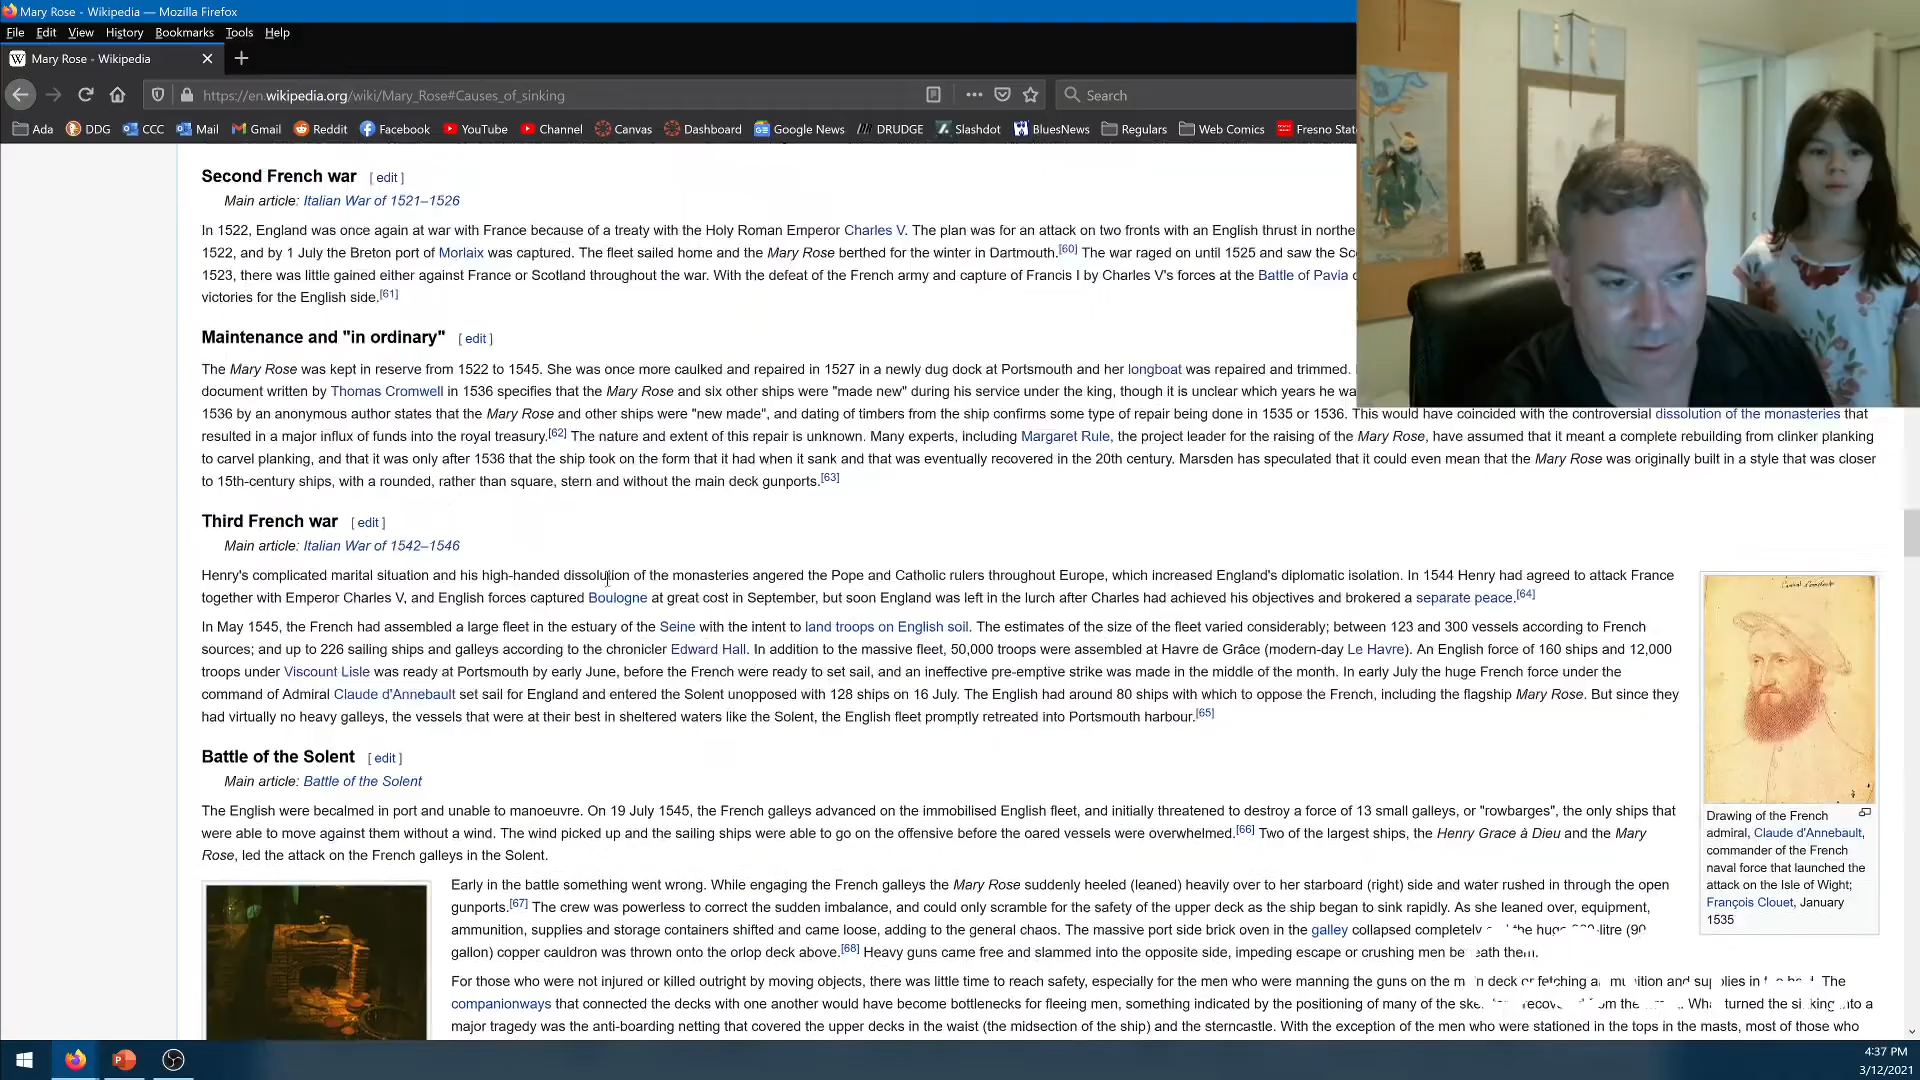 Mary Rose - Wikipedia — Mozilla Firefox
File Edit View History Bookmarks Tools Help
Mary Rose - Wikipedia
https://en.wikipedia.org/wiki/Mary_Rose#Causes_of_sinking
Search
Ada DDG CCC Mail Gmail Reddit Facebook YouTube Channel Canvas Dashboard Google News DRUDGE Slashdot BluesNews Regulars Web Comics Fresno Stat
Second French war [ edit ]
Main article: Italian War of 1521–1526
In 1522, England was once again at war with France because of a treaty with the Holy Roman Emperor Charles V. The plan was for an attack on two fronts with an English thrust in northe
1522, and by 1 July the Breton port of Morlaix was captured. The fleet sailed home and the Mary Rose berthed for the winter in Dartmouth.[60] The war raged on until 1525 and saw the Sc
1523, there was little gained either against France or Scotland throughout the war. With the defeat of the French army and capture of Francis I by Charles V's forces at the Battle of Pavia
victories for the English side.[61]
Maintenance and "in ordinary" [ edit ]
The Mary Rose was kept in reserve from 1522 to 1545. She was once more caulked and repaired in 1527 in a newly dug dock at Portsmouth and her longboat was repaired and trimmed.
document written by Thomas Cromwell in 1536 specifies that the Mary Rose and six other ships were "made new" during his service under the king, though it is unclear which years he wa
1536 by an anonymous author states that the Mary Rose and other ships were "new made", and dating of timbers from the ship confirms some type of repair being done in 1535 or 1536. This would have coincided with the controversial dissolution of the monasteries that
resulted in a major influx of funds into the royal treasury.[62] The nature and extent of this repair is unknown. Many experts, including Margaret Rule, the project leader for the raising of the Mary Rose, have assumed that it meant a complete rebuilding from clinker planking
to carvel planking, and that it was only after 1536 that the ship took on the form that it had when it sank and that was eventually recovered in the 20th century. Marsden has speculated that it could even mean that the Mary Rose was originally built in a style that was closer
to 15th-century ships, with a rounded, rather than square, stern and without the main deck gunports.[63]
Third French war [ edit ]
Main article: Italian War of 1542–1546
Henry's complicated marital situation and his high-handed dissolution of the monasteries angered the Pope and Catholic rulers throughout Europe, which increased England's diplomatic isolation. In 1544 Henry had agreed to attack France
together with Emperor Charles V, and English forces captured Boulogne at great cost in September, but soon England was left in the lurch after Charles had achieved his objectives and brokered a separate peace.[64]
In May 1545, the French had assembled a large fleet in the estuary of the Seine with the intent to land troops on English soil. The estimates of the size of the fleet varied considerably; between 123 and 300 vessels according to French
sources; and up to 226 sailing ships and galleys according to the chronicler Edward Hall. In addition to the massive fleet, 50,000 troops were assembled at Havre de Grâce (modern-day Le Havre). An English force of 160 ships and 12,000
troops under Viscount Lisle was ready at Portsmouth by early June, before the French were ready to set sail, and an ineffective pre-emptive strike was made in the middle of the month. In early July the huge French force under the
command of Admiral Claude d'Annebault set sail for England and entered the Solent unopposed with 128 ships on 16 July. The English had around 80 ships with which to oppose the French, including the flagship Mary Rose. But since they
had virtually no heavy galleys, the vessels that were at their best in sheltered waters like the Solent, the English fleet promptly retreated into Portsmouth harbour.[65]
Drawing of the French
admiral, Claude d'Annebault,
commander of the French
naval force that launched the
attack on the Isle of Wight;
François Clouet, January
1535
Battle of the Solent [ edit ]
Main article: Battle of the Solent
The English were becalmed in port and unable to manoeuvre. On 19 July 1545, the French galleys advanced on the immobilised English fleet, and initially threatened to destroy a force of 13 small galleys, or "rowbarges", the only ships that
were able to move against them without a wind. The wind picked up and the sailing ships were able to go on the offensive before the oared vessels were overwhelmed.[66] Two of the largest ships, the Henry Grace à Dieu and the Mary
Rose, led the attack on the French galleys in the Solent.
Early in the battle something went wrong. While engaging the French galleys the Mary Rose suddenly heeled (leaned) heavily over to her starboard (right) side and water rushed in through the open
gunports.[67] The crew was powerless to correct the sudden imbalance, and could only scramble for the safety of the upper deck as the ship began to sink rapidly. As she leaned over, equipment,
ammunition, supplies and storage containers shifted and came loose, adding to the general chaos. The massive port side brick oven in the galley collapsed completely the huge -litre (90
gallon) copper cauldron was thrown onto the orlop deck above.[68] Heavy guns came free and slammed into the opposite side, impeding escape or crushing men beneath them.
For those who were not injured or killed outright by moving objects, there was little time to reach safety, especially for the men who were manning the guns on the main deck or fetching ammunition and supplies in The
companionways that connected the decks with one another would have become bottlenecks for fleeing men, something indicated by the positioning of many of the from the What turned the sinking into a
major tragedy was the anti-boarding netting that covered the upper decks in the waist (the midsection of the ship) and the sterncastle. With the exception of the men who were stationed in the tops in the masts, most of those who
4:37 PM
3/12/2021